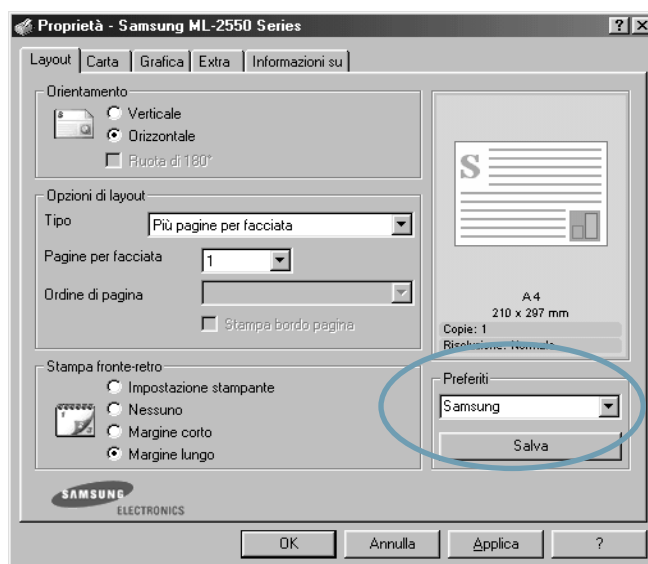 Proprietà - Samsung ML-2550 Series
Layout Carta Grafica Extra Informazioni su
Orientamento
Verticale
Orizzontale
Ruota di 180°
Opzioni di layout
Tipo Più pagine per facciata
Pagine per facciata 1
Ordine di pagina
Stampa bordo pagina
Stampa fronte-retro
Impostazione stampante
Nessuno
Margine corto
Margine lungo
SAMSUNG
ELECTRONICS
S
A4
210 x 297 mm
Copie: 1
Risoluzione: Normale
Preferiti
Samsung
Salva
OK Annulla Applica ?